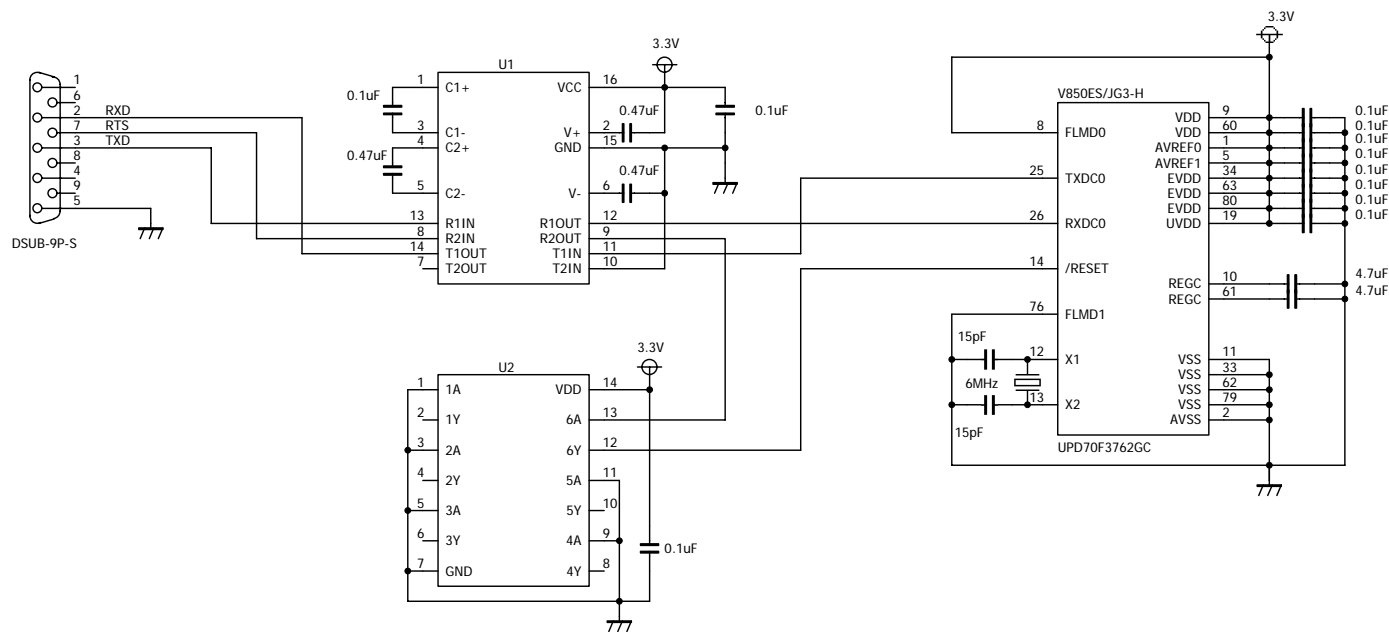 DSUB-9P-S
1
6
2 RXD
7 RTS
3 TXD
8
4
9
5
U1
1 C1+ VCC 16
3 C1- V+ 2
4 C2+ GND 15
5 C2- V- 6
13 R1IN R1OUT 12
8 R2IN R2OUT 9
14 T1OUT T1IN 11
7 T2OUT T2IN 10
0.1uF
0.47uF
3.3V
0.47uF
0.1uF
0.47uF
U2
1 1A VDD 14
2 1Y 6A 13
3 2A 6Y 12
4 2Y 5A 11
5 3A 5Y 10
6 3Y 4A 9
7 GND 4Y 8
3.3V
0.1uF
3.3V
V850ES/JG3-H
8 FLMD0
25 TXDC0
26 RXDC0
14 /RESET
76 FLMD1
12 X1
13 X2
VDD 9 0.1uF
VDD 60 0.1uF
AVREF0 1 0.1uF
AVREF1 5 0.1uF
EVDD 34 0.1uF
EVDD 63 0.1uF
EVDD 80 0.1uF
UVDD 19 0.1uF
REGC 10 4.7uF
REGC 61 4.7uF
VSS 11
VSS 33
VSS 62
VSS 79
AVSS 2
15pF
6MHz
15pF
UPD70F3762GC